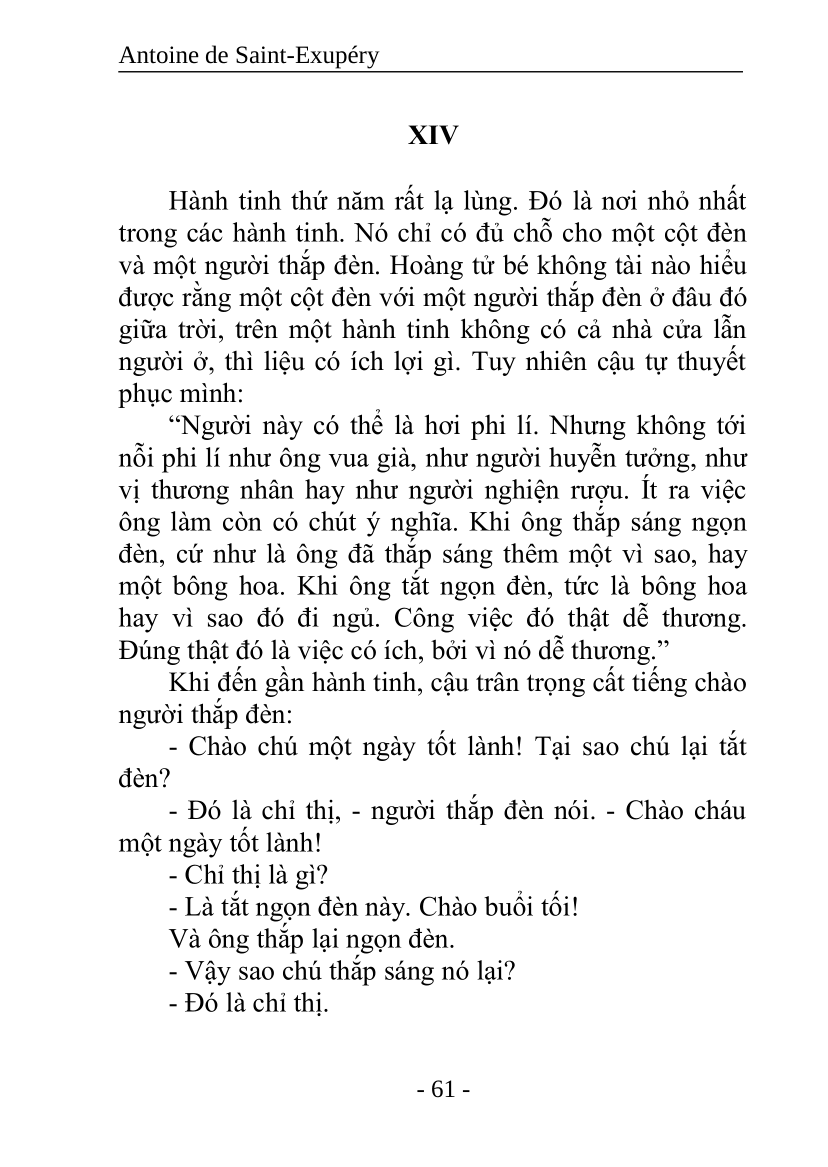 Antoine de Saint-Exupéry
XIV
Hành tinh thứ năm rất lạ lùng. Đó là nơi nhỏ nhất
trong các hành tinh. Nó chỉ có đủ chỗ cho một cột đèn
và một người thắp đèn. Hoàng tử bé không tài nào hiểu
được rằng một cột đèn với một người thắp đèn ở đâu đó
giữa trời, trên một hành tinh không có cả nhà cửa lẫn
người ở, thì liệu có ích lợi gì. Tuy nhiên cậu tự thuyết
phục mình:
“Người này có thể là hơi phi lí. Nhưng không tới
nỗi phi lí như ông vua già, như người huyễn tưởng, như
vị thương nhân hay như người nghiện rượu. Ít ra việc
ông làm còn có chút ý nghĩa. Khi ông thắp sáng ngọn
đèn, cứ như là ông đã thắp sáng thêm một vì sao, hay
một bông hoa. Khi ông tắt ngọn đèn, tức là bông hoa
hay vì sao đó đi ngủ. Công việc đó thật dễ thương.
Đúng thật đó là việc có ích, bởi vì nó dễ thương.”
Khi đến gần hành tinh, cậu trân trọng cất tiếng chào
người thắp đèn:
- Chào chú một ngày tốt lành! Tại sao chú lại tắt
đèn?
- Đó là chỉ thị, - người thắp đèn nói. - Chào cháu
một ngày tốt lành!
- Chỉ thị là gì?
- Là tắt ngọn đèn này. Chào buổi tối!
Và ông thắp lại ngọn đèn.
- Vậy sao chú thắp sáng nó lại?
- Đó là chỉ thị.
- 61 -